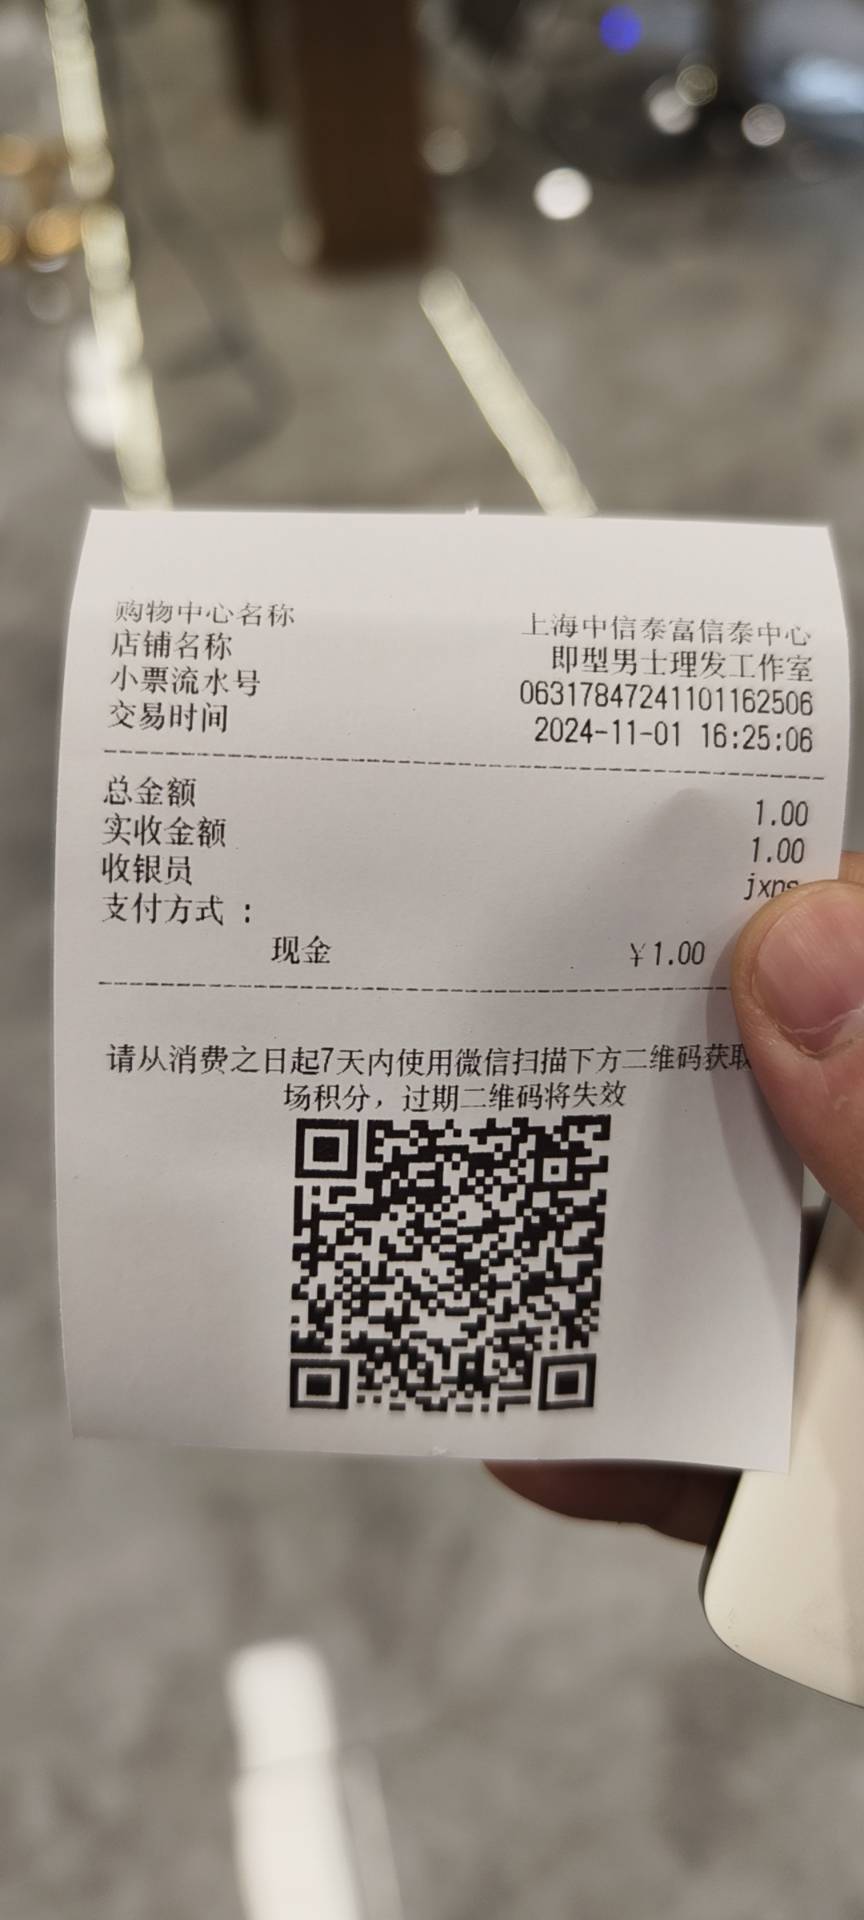 购物中心名称 上海中信泰富信泰中心
店铺名称 即型男士理发工作室
小票流水号 06317847241101162506
交易时间 2024-11-01 16:25:06
总金额 1.00
实收金额 1.00
收银员
支付方式 :
现金 ￥1.00
请从消费之日起7天内使用微信扫描下方二维码获取
场积分，过期二维码将失效